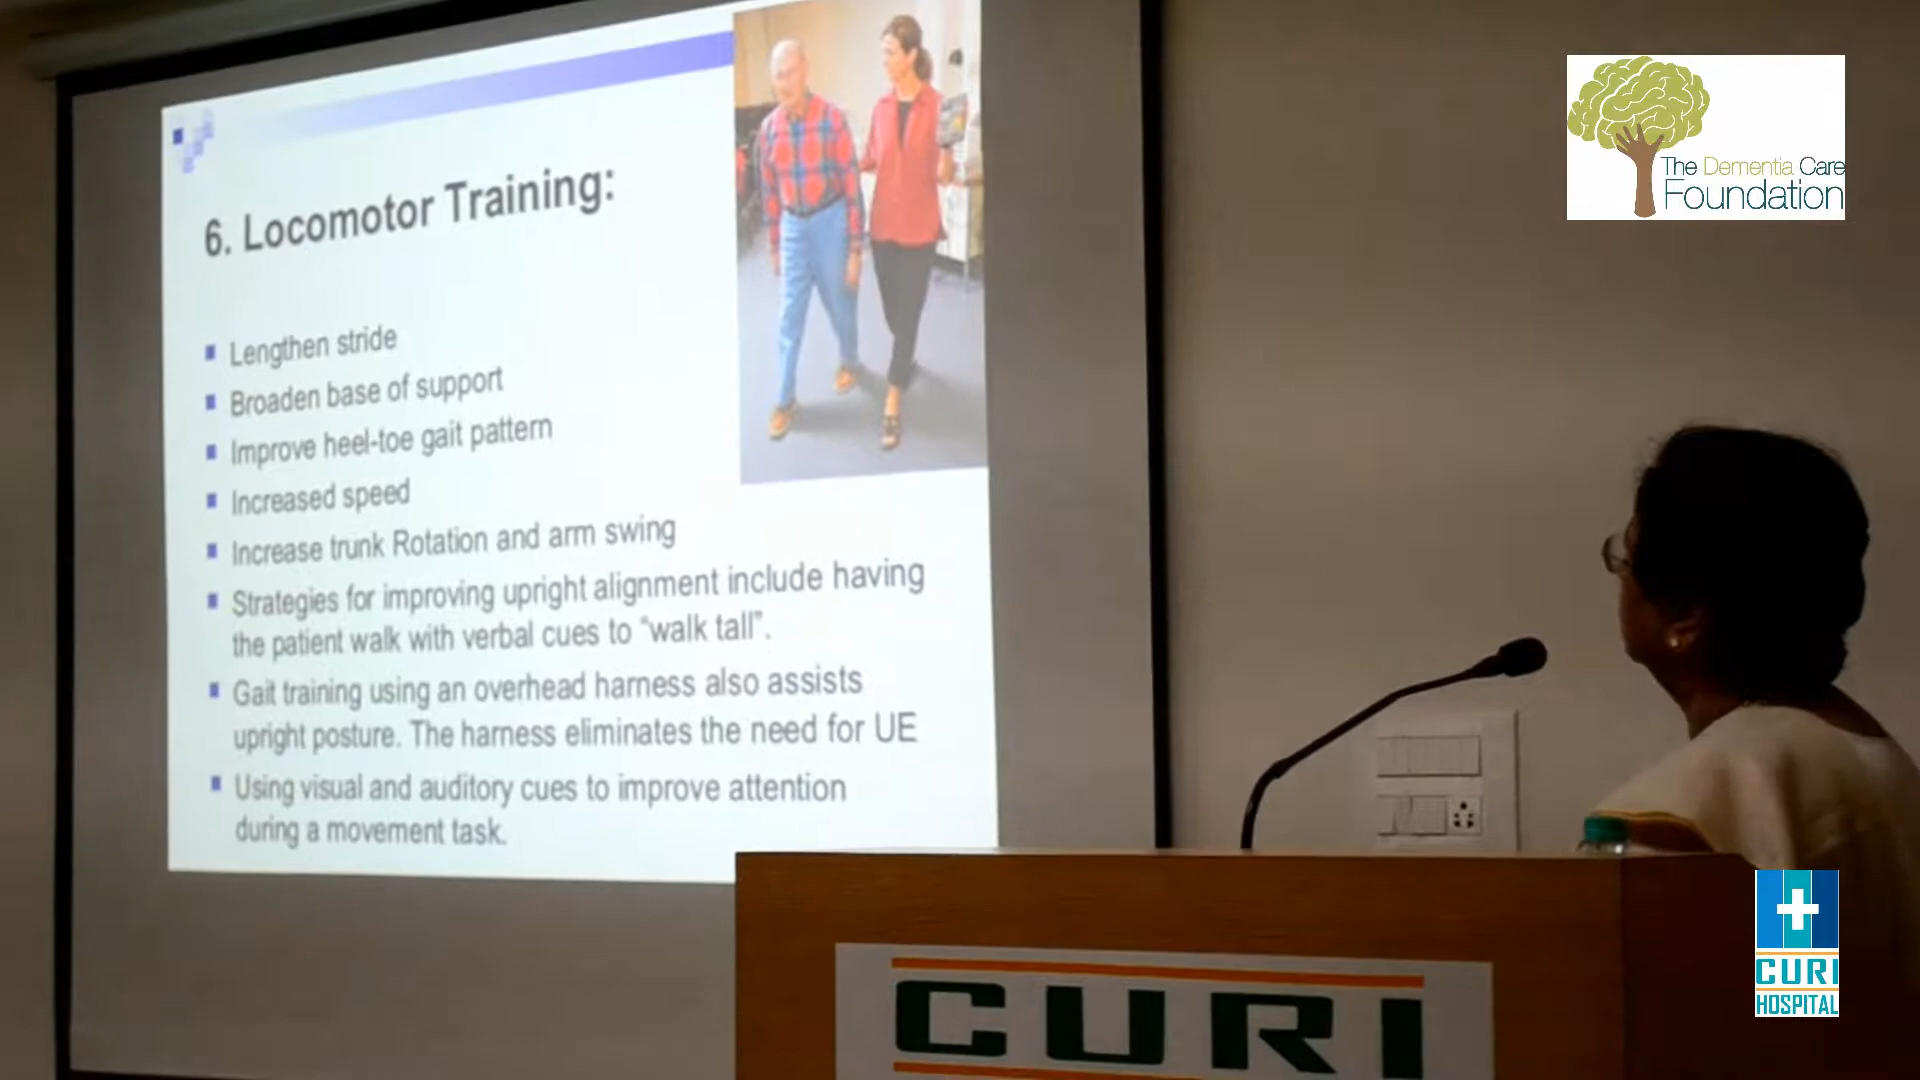 6. Locomotor Training:
Lengthen stride
Broaden base of support
Improve heel-toe gait pattern
Increased speed
Increase trunk Rotation and arm swing
Strategies for improving upright alignment include having
the patient walk with verbal cues to “walk tall”.
Gait training using an overhead harness also assists
upright posture. The harness eliminates the need for UE
Using visual and auditory cues to improve attention
during a movement task.
The Dementia Care
Foundation
CURI
HOSPITAL
CURI